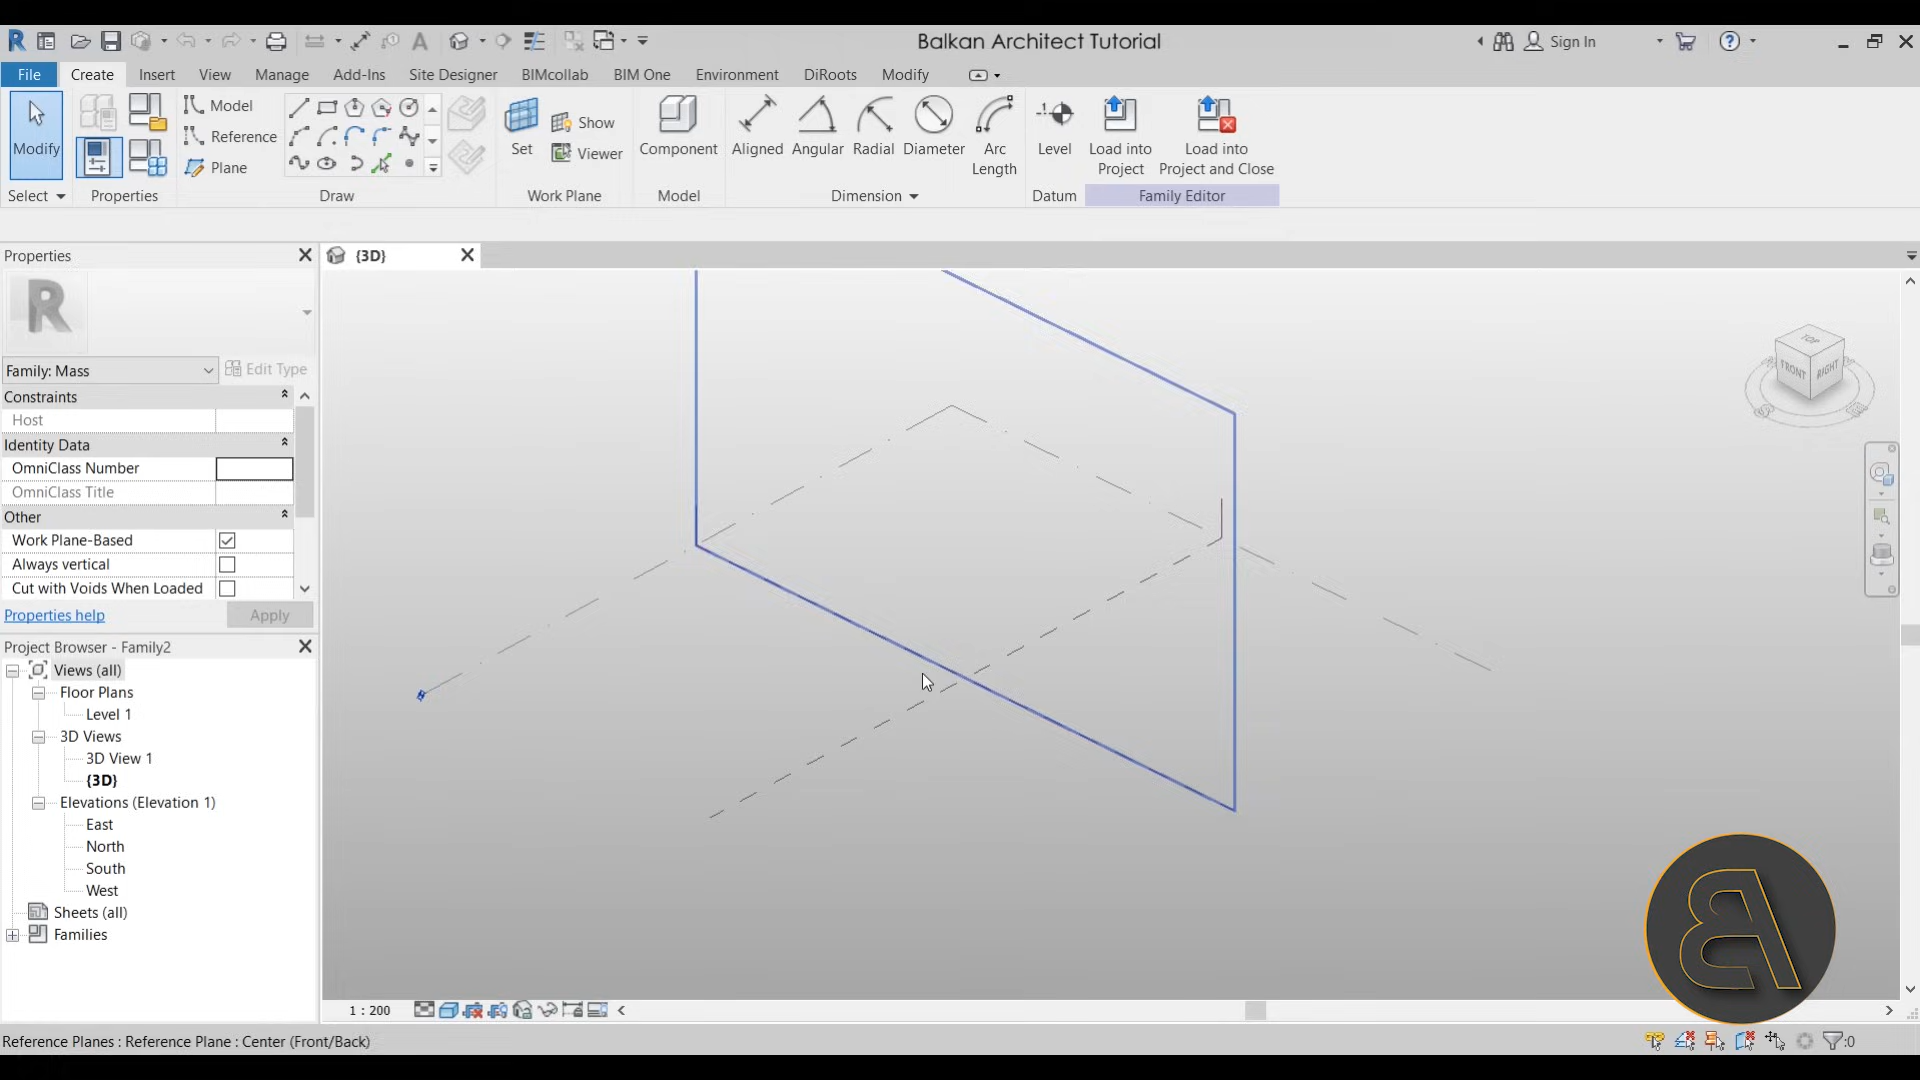 Balkan Architect Tutorial
Sign In
File Create Insert View Manage Add-Ins Site Designer BIMcollab BIM One Environment DiRoots Modify
Modify
Model
Reference
Plane
Set
Show
Viewer
Component
Aligned
Angular
Radial
Diameter
Arc
Length
Level
Load into
Project
Load into
Project and Close
Select Properties Draw Work Plane Model Dimension Datum Family Editor
Properties
{3D}
R
Family: Mass
Edit Type
Constraints
Host
Identity Data
OmniClass Number
OmniClass Title
Other
Work Plane-Based
Always vertical
Cut with Voids When Loaded
Properties help
Apply
Project Browser - Family2
Views (all)
Floor Plans
Level 1
3D Views
3D View 1
{3D}
Elevations (Elevation 1)
East
North
South
West
Sheets (all)
Families
TOP
FRONT
RIGHT
1 : 200
Reference Planes : Reference Plane : Center (Front/Back)
:0